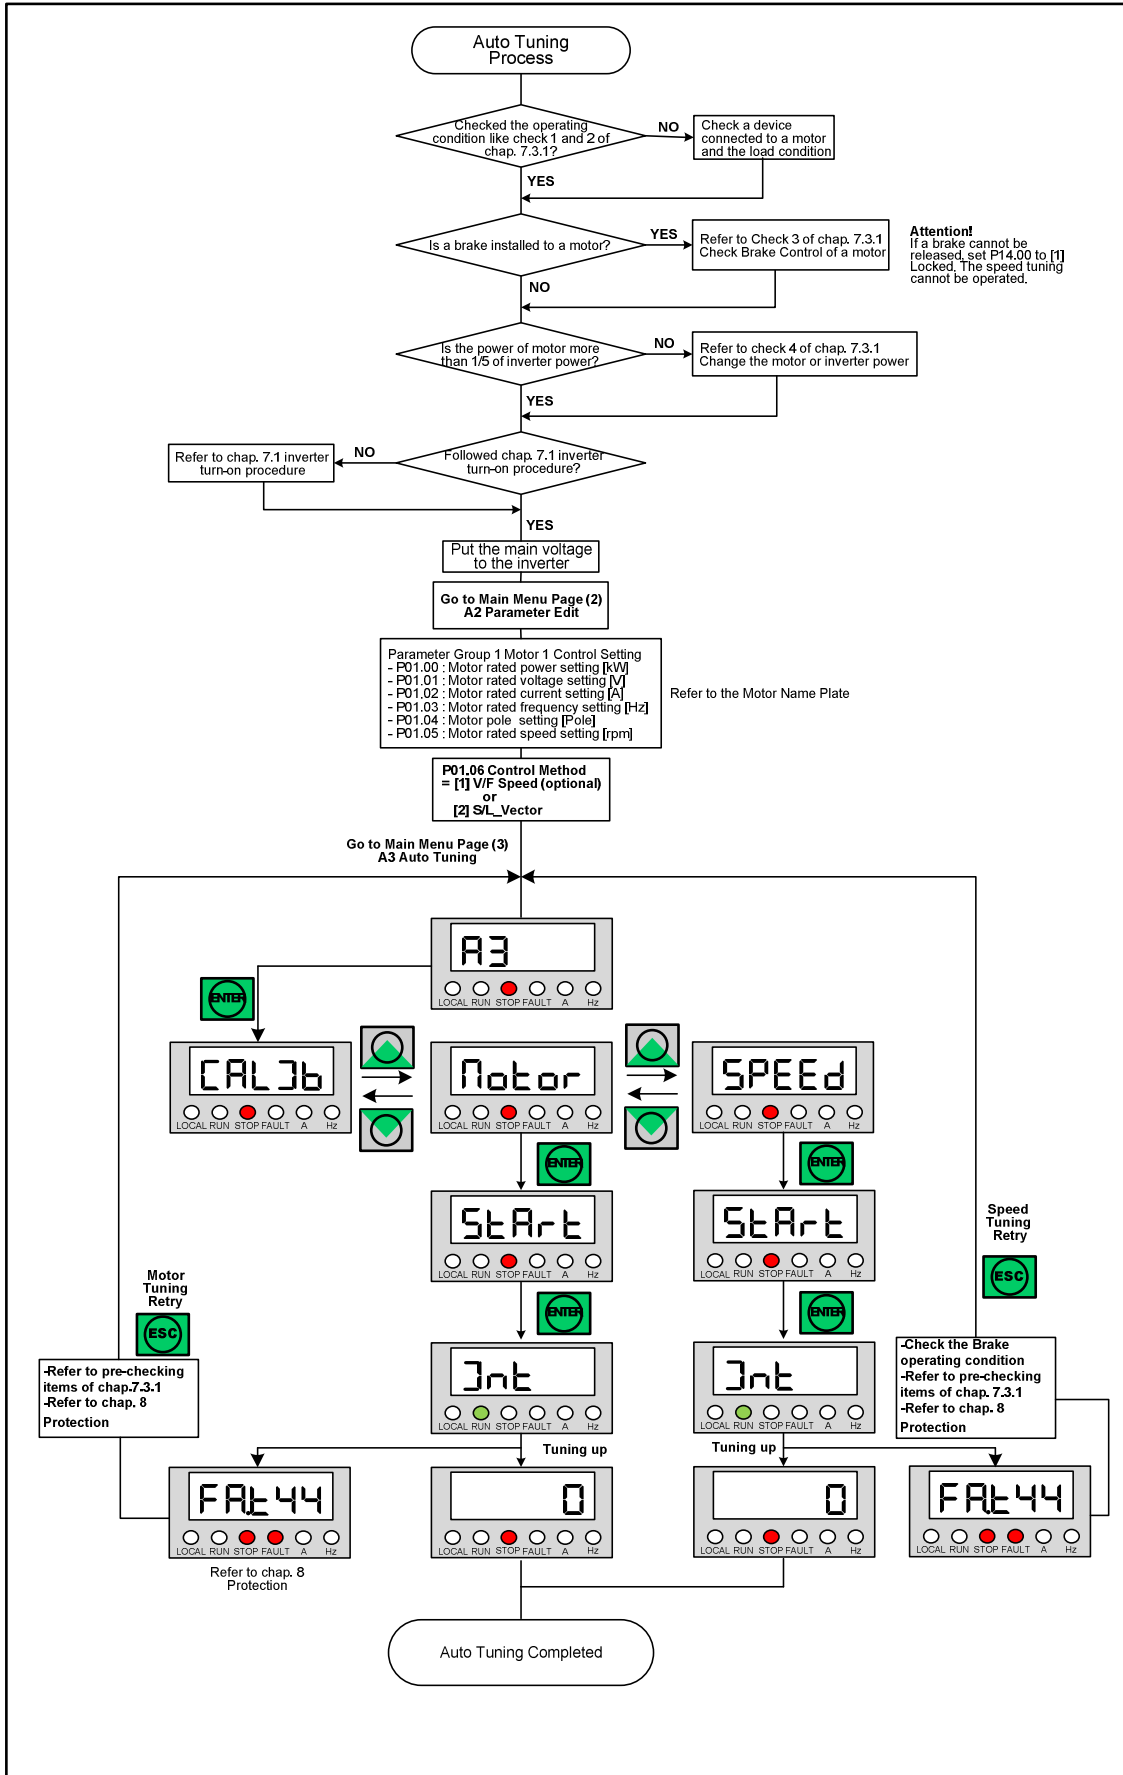 Auto Tuning
Process
Checked the operating
condition like check 1 and 2 of
chap. 7.3.1?
NO
Check a device
connected to a motor
and the load condition
YES
Is a brake installed to a motor?
YES
Refer to Check 3 of chap. 7.3.1
Check Brake Control of a motor
Attention!
If a brake cannot be
released, set P14.00 to [1]
Locked. The speed tuning
cannot be operated.
NO
Is the power of motor more
than 1/5 of inverter power?
NO
Refer to check 4 of chap. 7.3.1
Change the motor or inverter power
YES
Followed chap. 7.1 inverter
turn-on procedure?
NO
Refer to chap. 7.1 inverter
turn-on procedure
YES
Put the main voltage
to the inverter
Go to Main Menu Page (2)
A2 Parameter Edit
Parameter Group 1 Motor 1 Control Setting
- P01.00 : Motor rated power setting [kW]
- P01.01 : Motor rated voltage setting [V]
- P01.02 : Motor rated current setting [A]
- P01.03 : Motor rated frequency setting [Hz]
- P01.04 : Motor pole setting [Pole]
- P01.05 : Motor rated speed setting [rpm]
Refer to the Motor Name Plate
P01.06 Control Method
= [1] V/F Speed (optional)
or
[2] S/L_Vector
Go to Main Menu Page (3)
A3 Auto Tuning
A3
LOCAL RUN STOP FAULT A Hz
ENTER
CALIb
LOCAL RUN STOP FAULT A Hz
Motor
LOCAL RUN STOP FAULT A Hz
SPEEd
LOCAL RUN STOP FAULT A Hz
ENTER
ENTER
StArt
LOCAL RUN STOP FAULT A Hz
StArt
LOCAL RUN STOP FAULT A Hz
Speed
Tuning
Retry
ESC
Motor
Tuning
Retry
ESC
ENTER
ENTER
-Refer to pre-checking
items of chap.7.3.1
-Refer to chap. 8
Protection
Int
LOCAL RUN STOP FAULT A Hz
Int
LOCAL RUN STOP FAULT A Hz
-Check the Brake
operating condition
-Refer to pre-checking
items of chap. 7.3.1
-Refer to chap. 8
Protection
Tuning up
Tuning up
FA.t44
LOCAL RUN STOP FAULT A Hz
Refer to chap. 8
Protection
0
LOCAL RUN STOP FAULT A Hz
0
LOCAL RUN STOP FAULT A Hz
FA.t44
LOCAL RUN STOP FAULT A Hz
Auto Tuning Completed